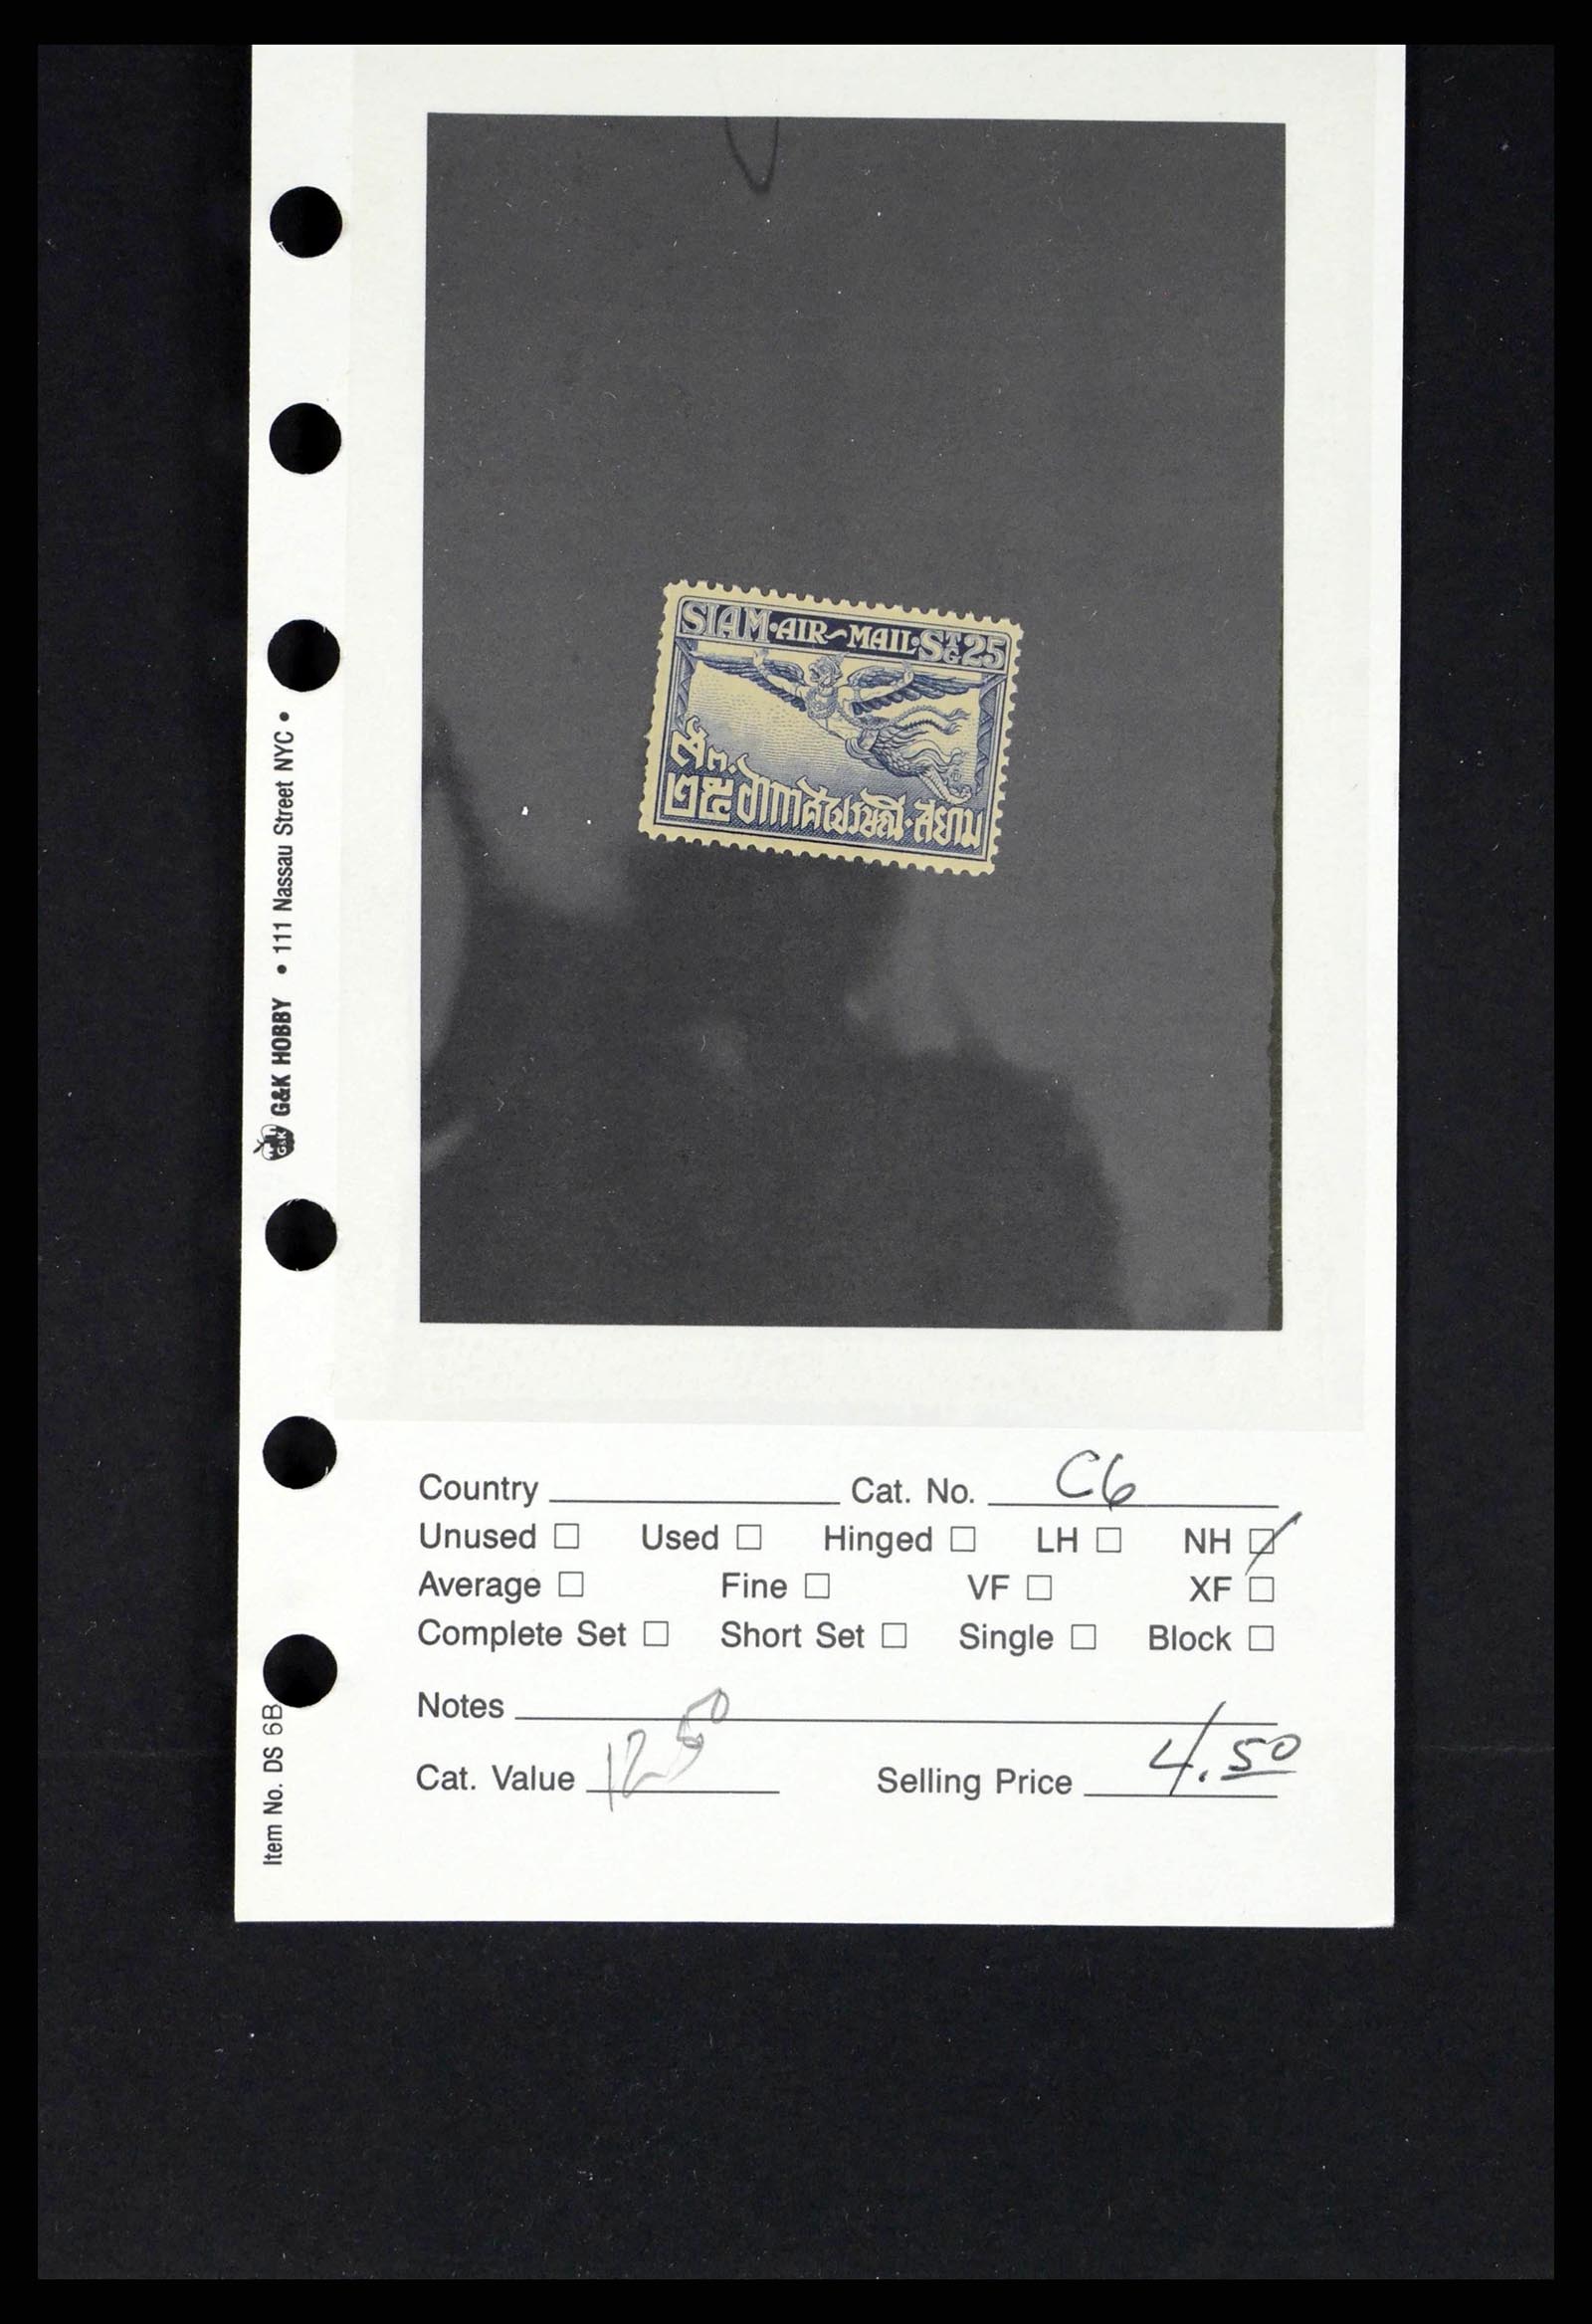 SIAM·AIR~MAIL·STG25
ส.ต.
๒๕ อากาศไปรษณีย์·สยาม
G&K HOBBY • 111 Nassau Street NYC •
G&K
Country Cat. No. C6
Unused Used Hinged LH NH
Average Fine VF XF
Complete Set Short Set Single Block
Notes
Cat. Value 12 50 Selling Price 4.50
Item No. DS 6B